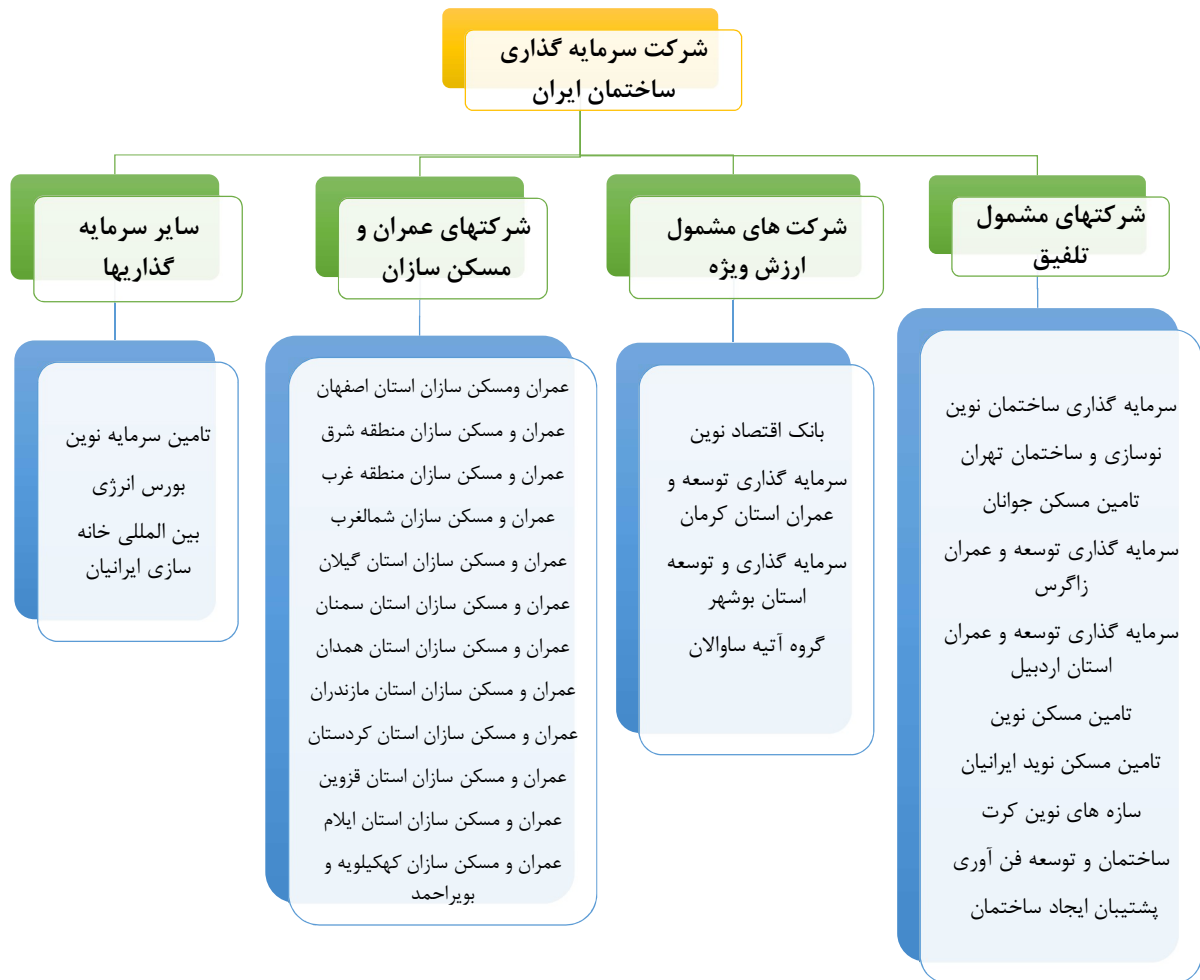 شرکت سرمایه گذاری
ساختمان ایران
شرکتهای مشمول
تلفیق
سرمایه گذاری ساختمان نوین
نوسازی و ساختمان تهران
تامین مسکن جوانان
سرمایه گذاری توسعه و عمران
زاگرس
سرمایه گذاری توسعه و عمران
استان اردبیل
تامین مسکن نوین
تامین مسکن نوید ایرانیان
سازه های نوین کرت
ساختمان و توسعه فن آوری
پشتیبان ایجاد ساختمان
شرکت های مشمول
ارزش ویژه
بانک اقتصاد نوین
سرمایه گذاری توسعه و
عمران استان کرمان
سرمایه گذاری و توسعه
استان بوشهر
گروه آتیه ساوالان
شرکتهای عمران و
مسکن سازان
عمران ومسکن سازان استان اصفهان
عمران و مسکن سازان منطقه شرق
عمران و مسکن سازان منطقه غرب
عمران و مسکن سازان شمالغرب
عمران و مسکن سازان استان گیلان
عمران و مسکن سازان استان سمنان
عمران و مسکن سازان استان همدان
عمران و مسکن سازان استان مازندران
عمران و مسکن سازان استان کردستان
عمران و مسکن سازان استان قزوین
عمران و مسکن سازان استان ایلام
عمران و مسکن سازان کهکیلویه و
بویراحمد
سایر سرمایه
گذاریها
تامین سرمایه نوین
بورس انرژی
بین المللی خانه
سازی ایرانیان